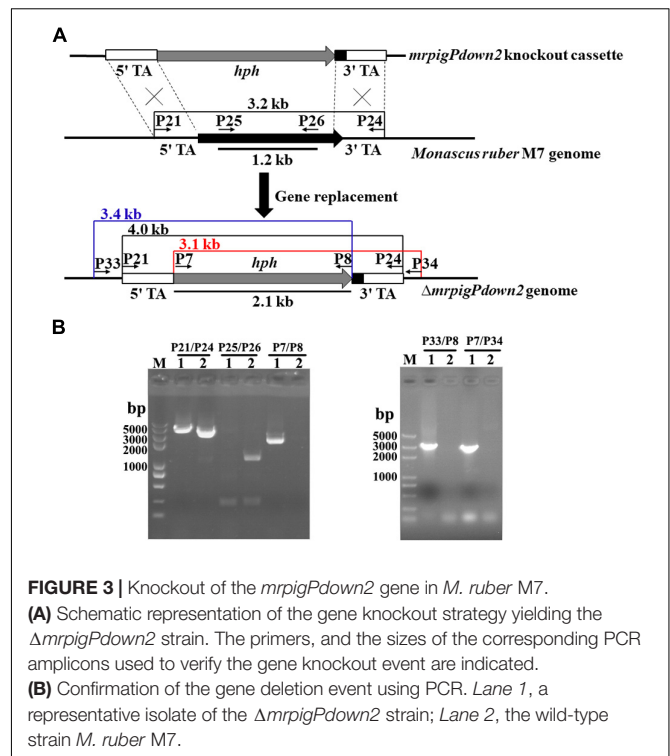 A
mrpigPdown2 knockout cassette
5' TA
hph
3' TA
3.2 kb
P21 P25 P26 P24
5' TA
3' TA
1.2 kb
Monascus ruber M7 genome
Gene replacement
3.4 kb
4.0 kb
3.1 kb
P33 P21 P7 hph P8 P24 P34
5' TA
2.1 kb
3' TA
ΔmrpigPdown2 genome
B
P21/P24 P25/P26 P7/P8
M 1 2 1 2 1 2
bp
5000
3000
2000
1000
P33/P8 P7/P34
M 1 2 1 2
bp
5000
3000
2000
1000
FIGURE 3 | Knockout of the mrpigPdown2 gene in M. ruber M7.
(A) Schematic representation of the gene knockout strategy yielding the
ΔmrpigPdown2 strain. The primers, and the sizes of the corresponding PCR
amplicons used to verify the gene knockout event are indicated.
(B) Confirmation of the gene deletion event using PCR. Lane 1, a
representative isolate of the ΔmrpigPdown2 strain; Lane 2, the wild-type
strain M. ruber M7.